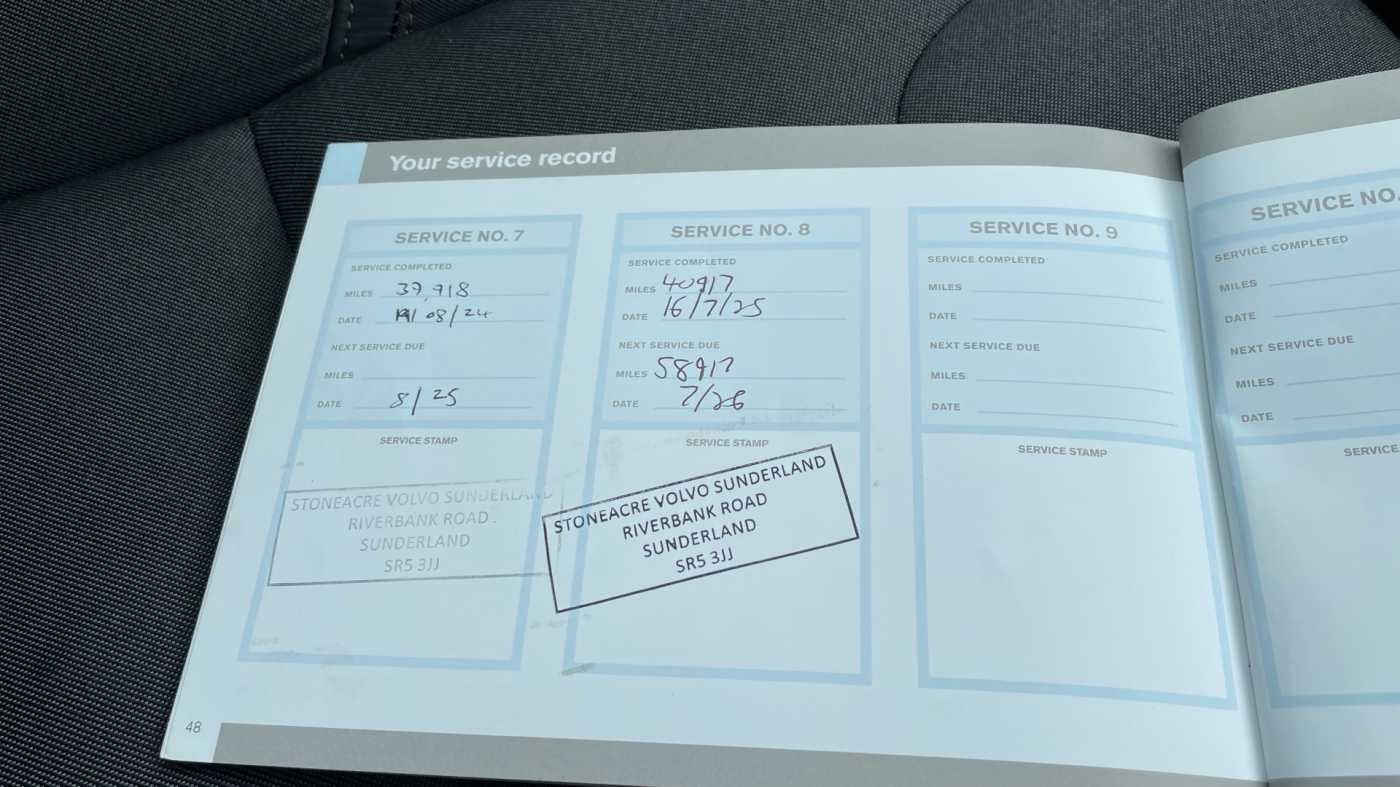 Your service record
SERVICE NO. 7
SERVICE COMPLETED
MILES 37,918
DATE 08/24
NEXT SERVICE DUE
MILES
DATE 8/25
SERVICE STAMP
STONEACRE VOLVO SUNDERLAND
RIVERBANK ROAD.
SUNDERLAND
SR5 3JJ
SERVICE NO. 8
SERVICE COMPLETED
MILES 40917
DATE 16/7/25
NEXT SERVICE DUE
MILES 58917
DATE 7/26
SERVICE STAMP
STONEACRE VOLVO SUNDERLAND
RIVERBANK ROAD
SUNDERLAND
SR5 3JJ
SERVICE NO. 9
SERVICE COMPLETED
MILES
DATE
NEXT SERVICE DUE
MILES
DATE
SERVICE STAMP
48
SERVICE NO.
SERVICE COMPLETED
MILES
DATE
NEXT SERVICE DUE
MILES
DATE
SERVICE